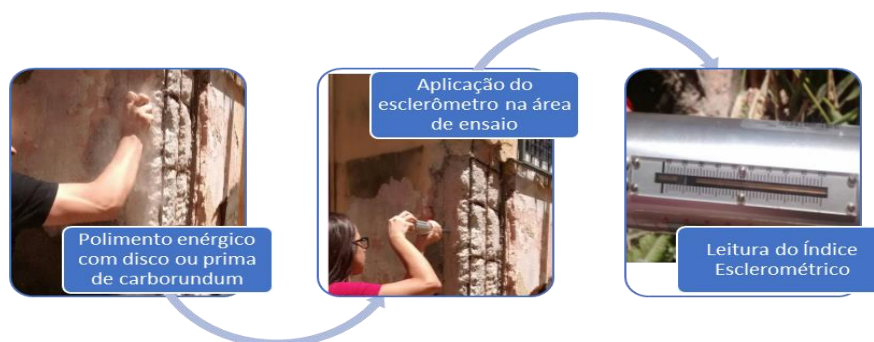 Polimento enérgico
com disco ou prima
de carborundum
Aplicação do
esclerômetro na área
de ensaio
Leitura do Índice
Esclerométrico